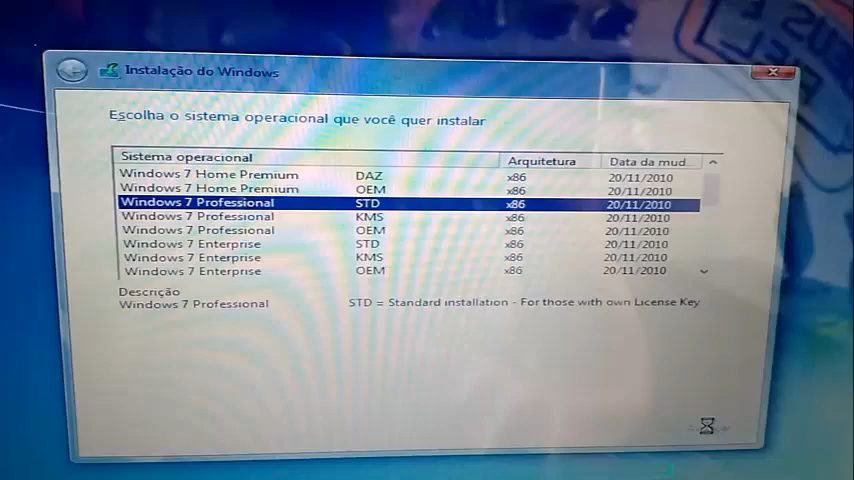 Instalação do Windows
Escolha o sistema operacional que você quer instalar
Sistema operacional Arquitetura Data da mud...
Windows 7 Home Premium DAZ x86 20/11/2010
Windows 7 Home Premium OEM x86 20/11/2010
Windows 7 Professional STD x86 20/11/2010
Windows 7 Professional KMS x86 20/11/2010
Windows 7 Professional OEM x86 20/11/2010
Windows 7 Enterprise STD x86 20/11/2010
Windows 7 Enterprise KMS x86 20/11/2010
Windows 7 Enterprise OEM x86 20/11/2010
Descrição
Windows 7 Professional STD = Standard installation - For those with own License Key